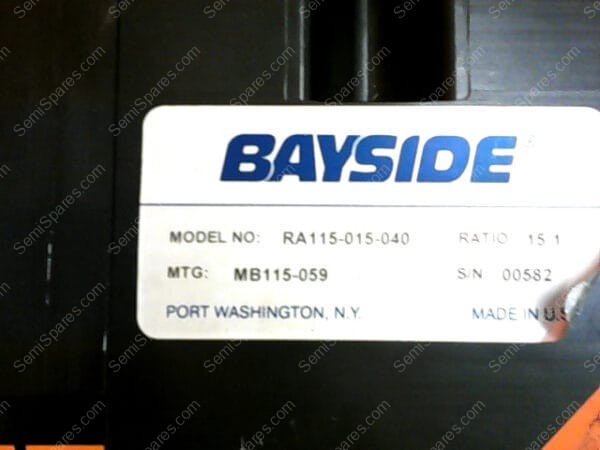 BAYSIDE
MODEL NO: RA115-015-040 RATIO 15 1
MTG: MB115-059 S/N 00582
PORT WASHINGTON, N.Y. MADE IN U.S
SemiSpares.com